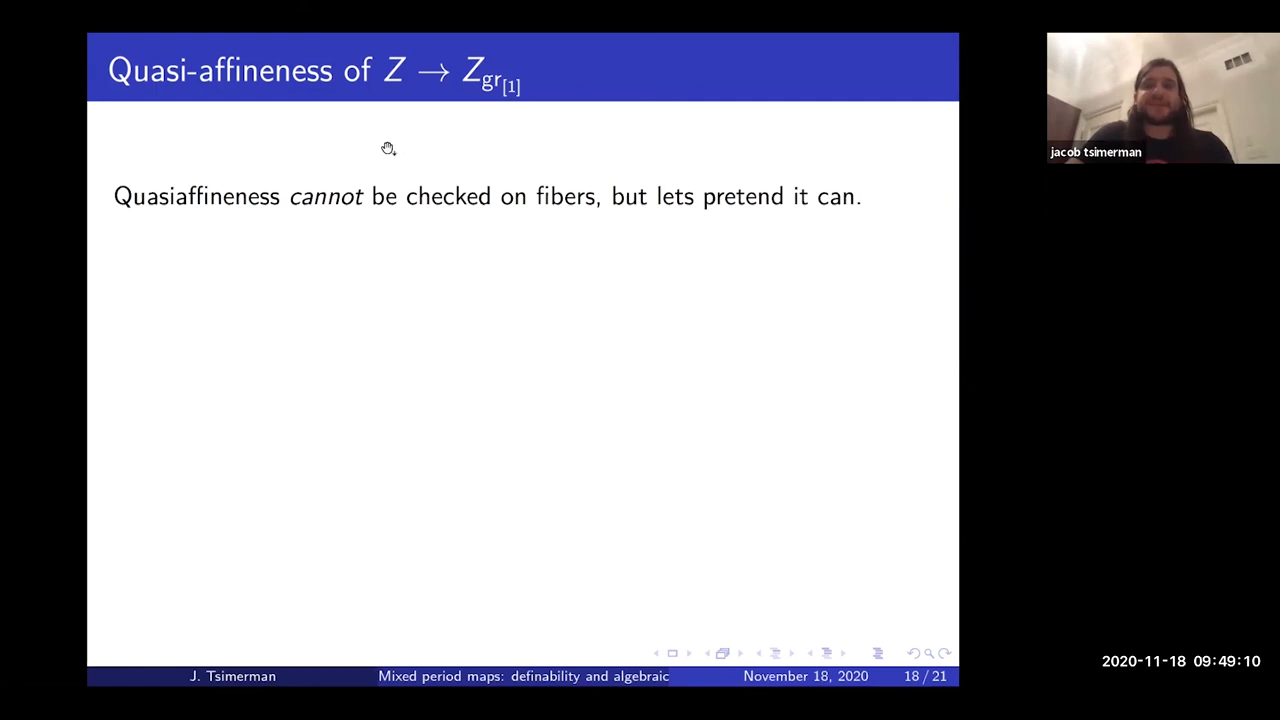 Quasi-affineness of Z → Z_gr_[1]
jacob tsimerman
Quasiaffineness cannot be checked on fibers, but lets pretend it can.
2020-11-18 09:49:10
J. Tsimerman
Mixed period maps: definability and algebraic
November 18, 2020
18 / 21